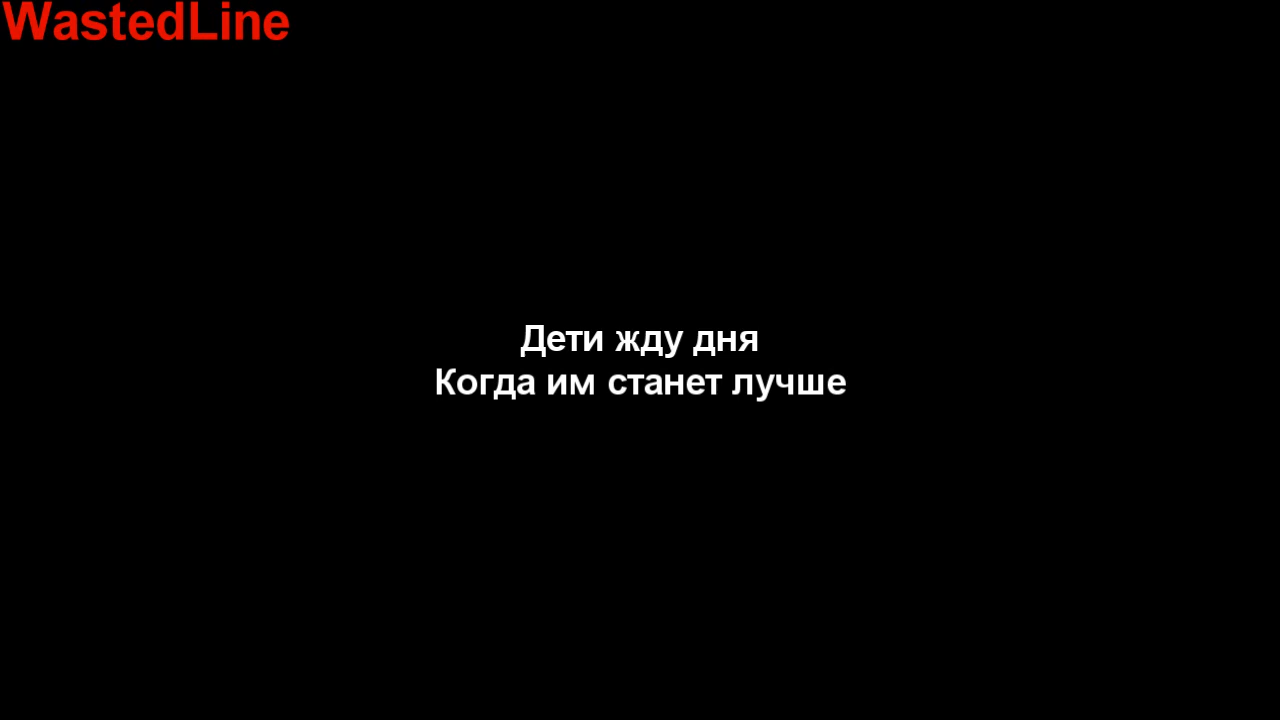 WastedLine
Дети жду дня
Когда им станет лучше